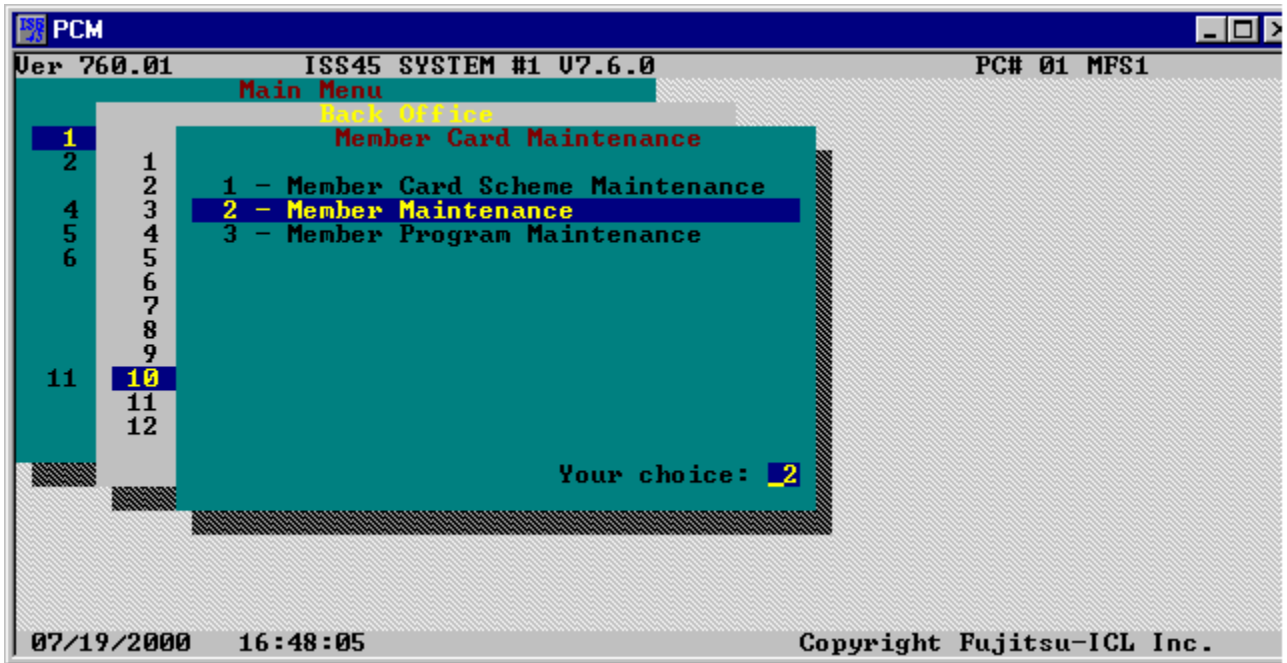 PCM
Ver 760.01 ISS45 SYSTEM #1 V7.6.0 PC# 01 MFS1
Main Menu
Back Office
1 Member Card Maintenance
2 1
2 1 - Member Card Scheme Maintenance
4 3 2 - Member Maintenance
5 4 3 - Member Program Maintenance
6 5
6
7
8
9
11 10
11
12
Your choice: 2
07/19/2000 16:48:05 Copyright Fujitsu-ICL Inc.